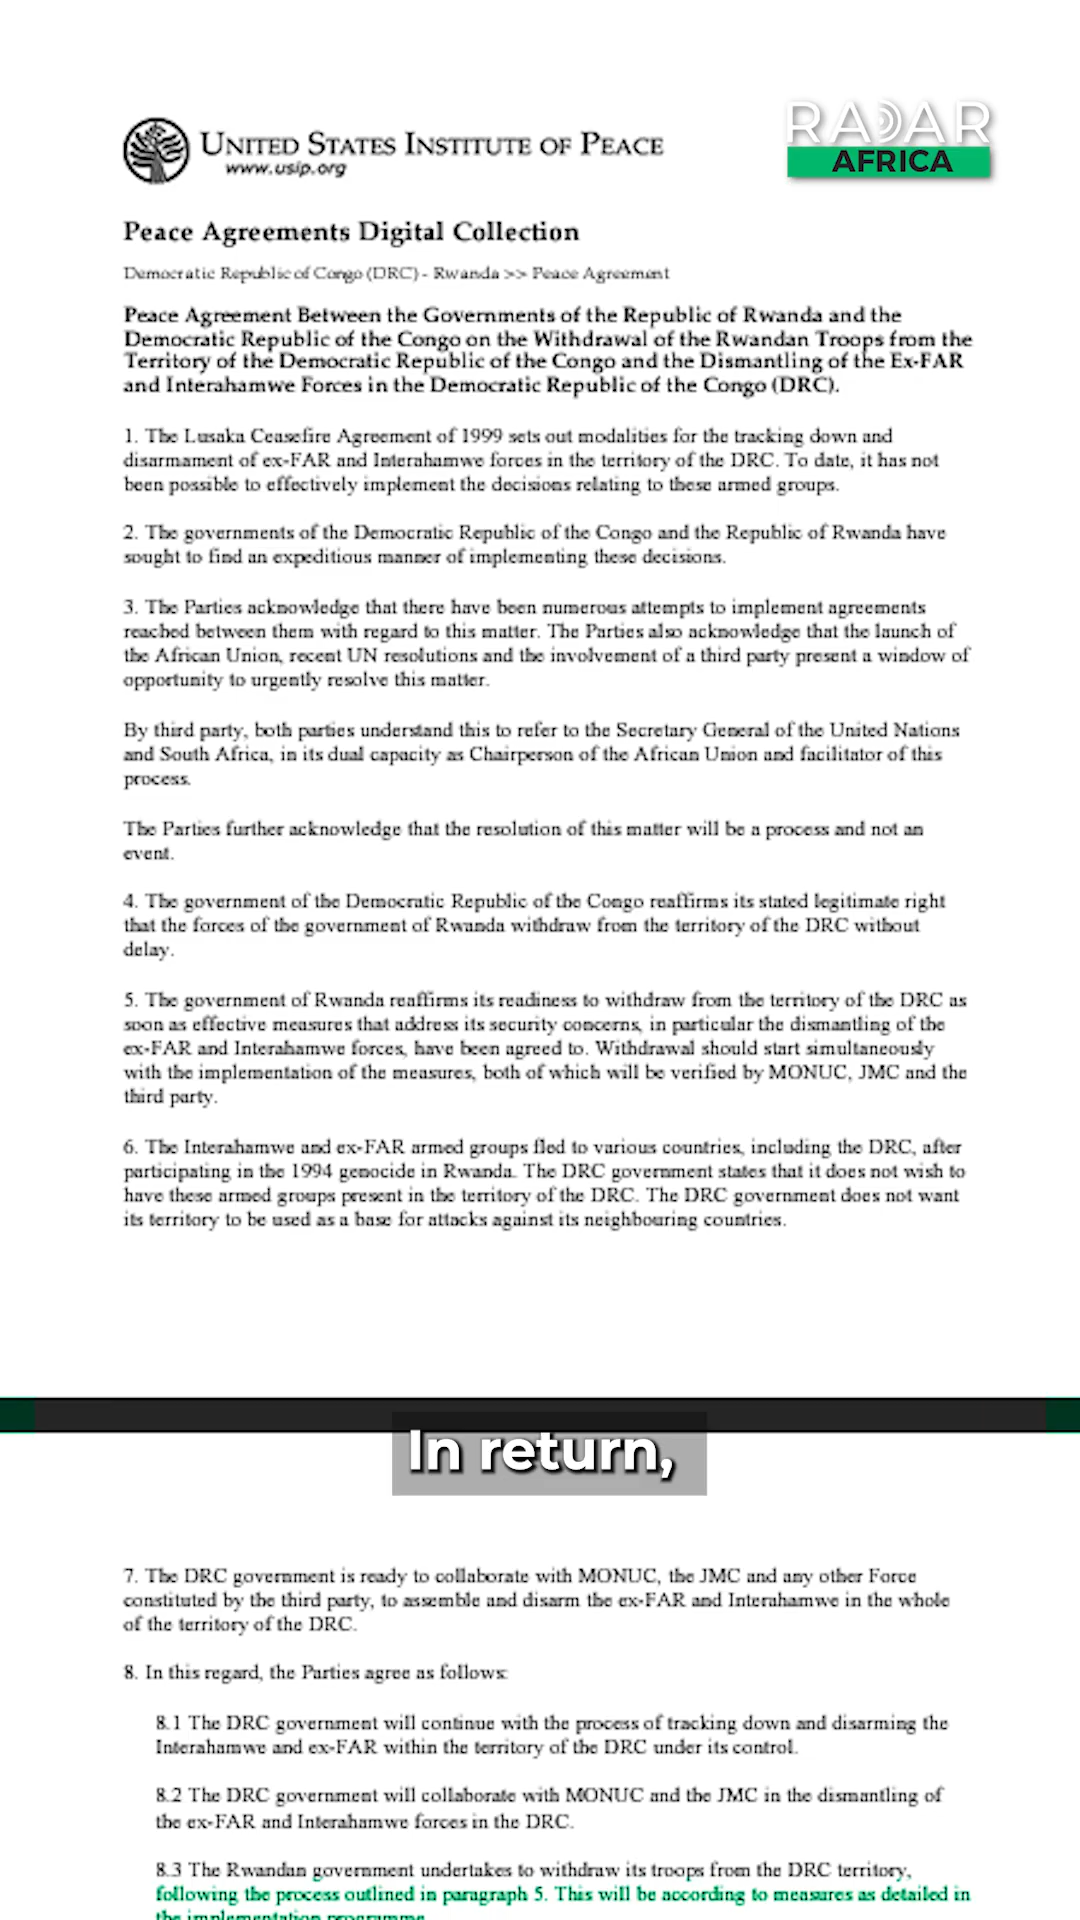 UNITED STATES INSTITUTE OF PEACE
www.usip.org
RADAR
AFRICA
Peace Agreements Digital Collection
Democratic Republic of Congo (DRC) - Rwanda >> Peace Agreement
Peace Agreement Between the Governments of the Republic of Rwanda and the
Democratic Republic of the Congo on the Withdrawal of the Rwandan Troops from the
Territory of the Democratic Republic of the Congo and the Dismantling of the Ex-FAR
and Interahamwe Forces in the Democratic Republic of the Congo (DRC).
1. The Lusaka Ceasefire Agreement of 1999 sets out modalities for the tracking down and
disarmament of ex-FAR and Interahamwe forces in the territory of the DRC. To date, it has not
been possible to effectively implement the decisions relating to these armed groups.
2. The governments of the Democratic Republic of the Congo and the Republic of Rwanda have
sought to find an expeditious manner of implementing these decisions.
3. The Parties acknowledge that there have been numerous attempts to implement agreements
reached between them with regard to this matter. The Parties also acknowledge that the launch of
the African Union, recent UN resolutions and the involvement of a third party present a window of
opportunity to urgently resolve this matter.
By third party, both parties understand this to refer to the Secretary General of the United Nations
and South Africa, in its dual capacity as Chairperson of the African Union and facilitator of this
process.
The Parties further acknowledge that the resolution of this matter will be a process and not an
event.
4. The government of the Democratic Republic of the Congo reaffirms its stated legitimate right
that the forces of the government of Rwanda withdraw from the territory of the DRC without
delay.
5. The government of Rwanda reaffirms its readiness to withdraw from the territory of the DRC as
soon as effective measures that address its security concerns, in particular the dismantling of the
ex-FAR and Interahamwe forces, have been agreed to. Withdrawal should start simultaneously
with the implementation of the measures, both of which will be verified by MONUC, JMC and the
third party.
6. The Interahamwe and ex-FAR armed groups fled to various countries, including the DRC, after
participating in the 1994 genocide in Rwanda. The DRC government states that it does not wish to
have these armed groups present in the territory of the DRC. The DRC government does not want
its territory to be used as a base for attacks against its neighbouring countries.
In return,
7. The DRC government is ready to collaborate with MONUC, the JMC and any other Force
constituted by the third party, to assemble and disarm the ex-FAR and Interahamwe in the whole
of the territory of the DRC.
8. In this regard, the Parties agree as follows:
8.1 The DRC government will continue with the process of tracking down and disarming the
Interahamwe and ex-FAR within the territory of the DRC under its control.
8.2 The DRC government will collaborate with MONUC and the JMC in the dismantling of
the ex-FAR and Interahamwe forces in the DRC.
8.3 The Rwandan government undertakes to withdraw its troops from the DRC territory,
following the process outlined in paragraph 5. This will be according to measures as detailed in
the implementation programme.